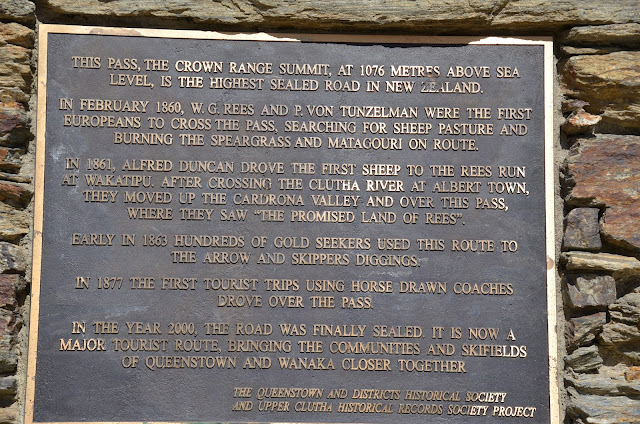 THIS PASS, THE CROWN RANGE SUMMIT, AT 1076 METRES ABOVE SEA
LEVEL, IS THE HIGHEST SEALED ROAD IN NEW ZEALAND.
IN FEBRUARY 1860, W. G. REES AND P. VON TUNZELMAN WERE THE FIRST
EUROPEANS TO CROSS THE PASS, SEARCHING FOR SHEEP PASTURE AND
BURNING THE SPEARGRASS AND MATAGOURI ON ROUTE.
IN 1861, ALFRED DUNCAN DROVE THE FIRST SHEEP TO THE REES RUN
AT WAKATIPU. AFTER CROSSING THE CLUTHA RIVER AT ALBERT TOWN,
THEY MOVED UP THE CARDRONA VALLEY AND OVER THIS PASS,
WHERE THEY SAW "THE PROMISED LAND OF REES".
EARLY IN 1863 HUNDREDS OF GOLD SEEKERS USED THIS ROUTE TO
THE ARROW AND SKIPPERS DIGGINGS.
IN 1877 THE FIRST TOURIST TRIPS USING HORSE DRAWN COACHES
DROVE OVER THE PASS.
IN THE YEAR 2000, THE ROAD WAS FINALLY SEALED. IT IS NOW A
MAJOR TOURIST ROUTE, BRINGING THE COMMUNITIES AND SKIFIELDS
OF QUEENSTOWN AND WANAKA CLOSER TOGETHER
THE QUEENSTOWN AND DISTRICTS HISTORICAL SOCIETY
AND UPPER CLUTHA HISTORICAL RECORDS SOCIETY PROJECT